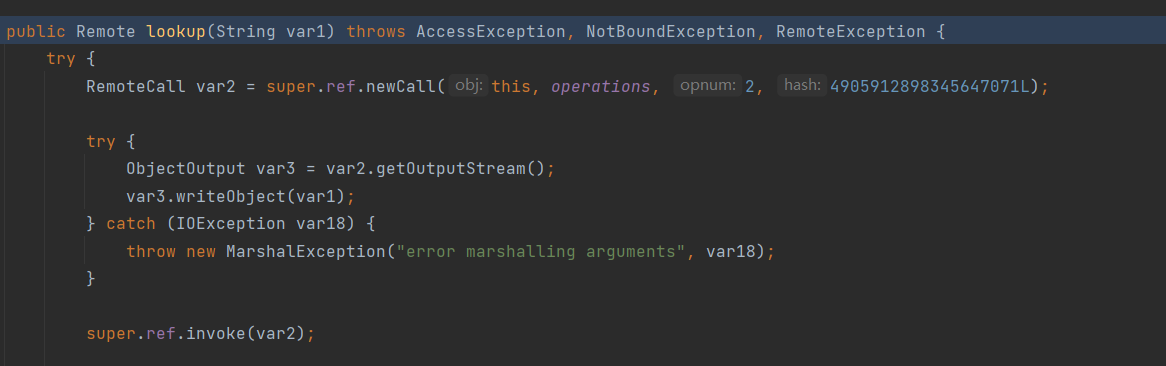 public Remote lookup(String var1) throws AccessException, NotBoundException, RemoteException {
try {
RemoteCall var2 = super.ref.newCall( obj: this, operations, opnum: 2, hash: 4905912898345647071L);
try {
ObjectOutput var3 = var2.getOutputStream();
var3.writeObject(var1);
} catch (IOException var18) {
throw new MarshalException("error marshalling arguments", var18);
}
super.ref.invoke(var2);